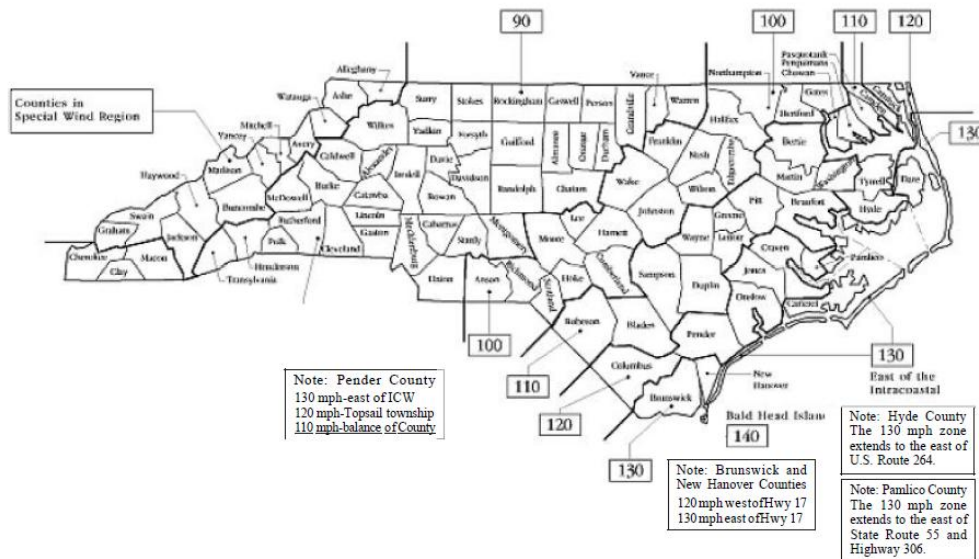 90
100
110
120
Pasquotank
Perquimans
Chowan
Alleghany
Vance
Northampton
Gates
Camden
Currituck
Counties in
Special Wind Region
Watauga
Ashe
Surry
Stokes
Rockingham
Caswell
Person
Granville
Warren
Halifax
Hertford
130
Mitchell
Yancey
Avery
Wilkes
Yadkin
Forsyth
Guilford
Alamance
Orange
Durham
Franklin
Nash
Edgecombe
Bertie
Madison
Caldwell
Alexander
Davie
Iredell
Davidson
Haywood
Buncombe
McDowell
Burke
Catawba
Rowan
Randolph
Chatam
Wake
Wilson
Martin
Washington
Tyrrell
Dare
Swain
Graham
Jackson
Rutherford
Lincoln
Gaston
Mecklenburg
Cabarrus
Stanly
Montgomery
Moore
Lee
Harnett
Johnston
Greene
Pitt
Beaufort
Hyde
Cherokee
Clay
Macon
Transylvania
Henderson
Polk
Cleveland
Union
Anson
Richmond
Scotland
Hoke
Cumberland
Sampson
Wayne
Lenoir
Craven
Pamlico
Duplin
Jones
Onslow
Carteret
Robeson
Bladen
Pender
100
Columbus
130
East of the
Intracoastal
New
Hanover
110
Brunswick
120
Bald Head Islan
140
130
Note: Pender County
130 mph-east of ICW
120 mph-Topsail township
110 mph-balance of County
Note: Brunswick and
New Hanover Counties
120 mph west of Hwy 17
130 mph east of Hwy 17
Note: Hyde County
The 130 mph zone
extends to the east of
U.S. Route 264.
Note: Pamlico County
The 130 mph zone
extends to the east of
State Route 55 and
Highway 306.